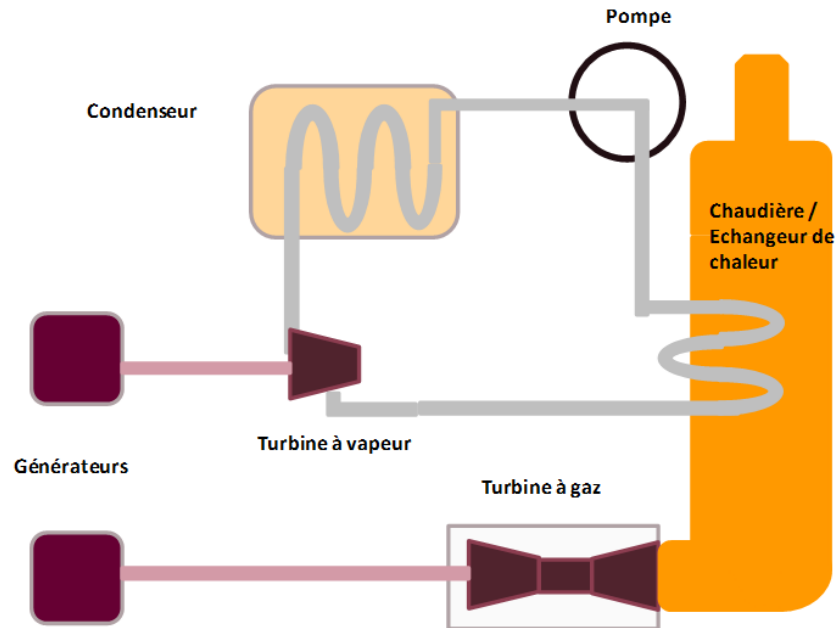 Pompe
Condenseur
Chaudière /
Echangeur de
chaleur
Turbine à vapeur
Générateurs
Turbine à gaz